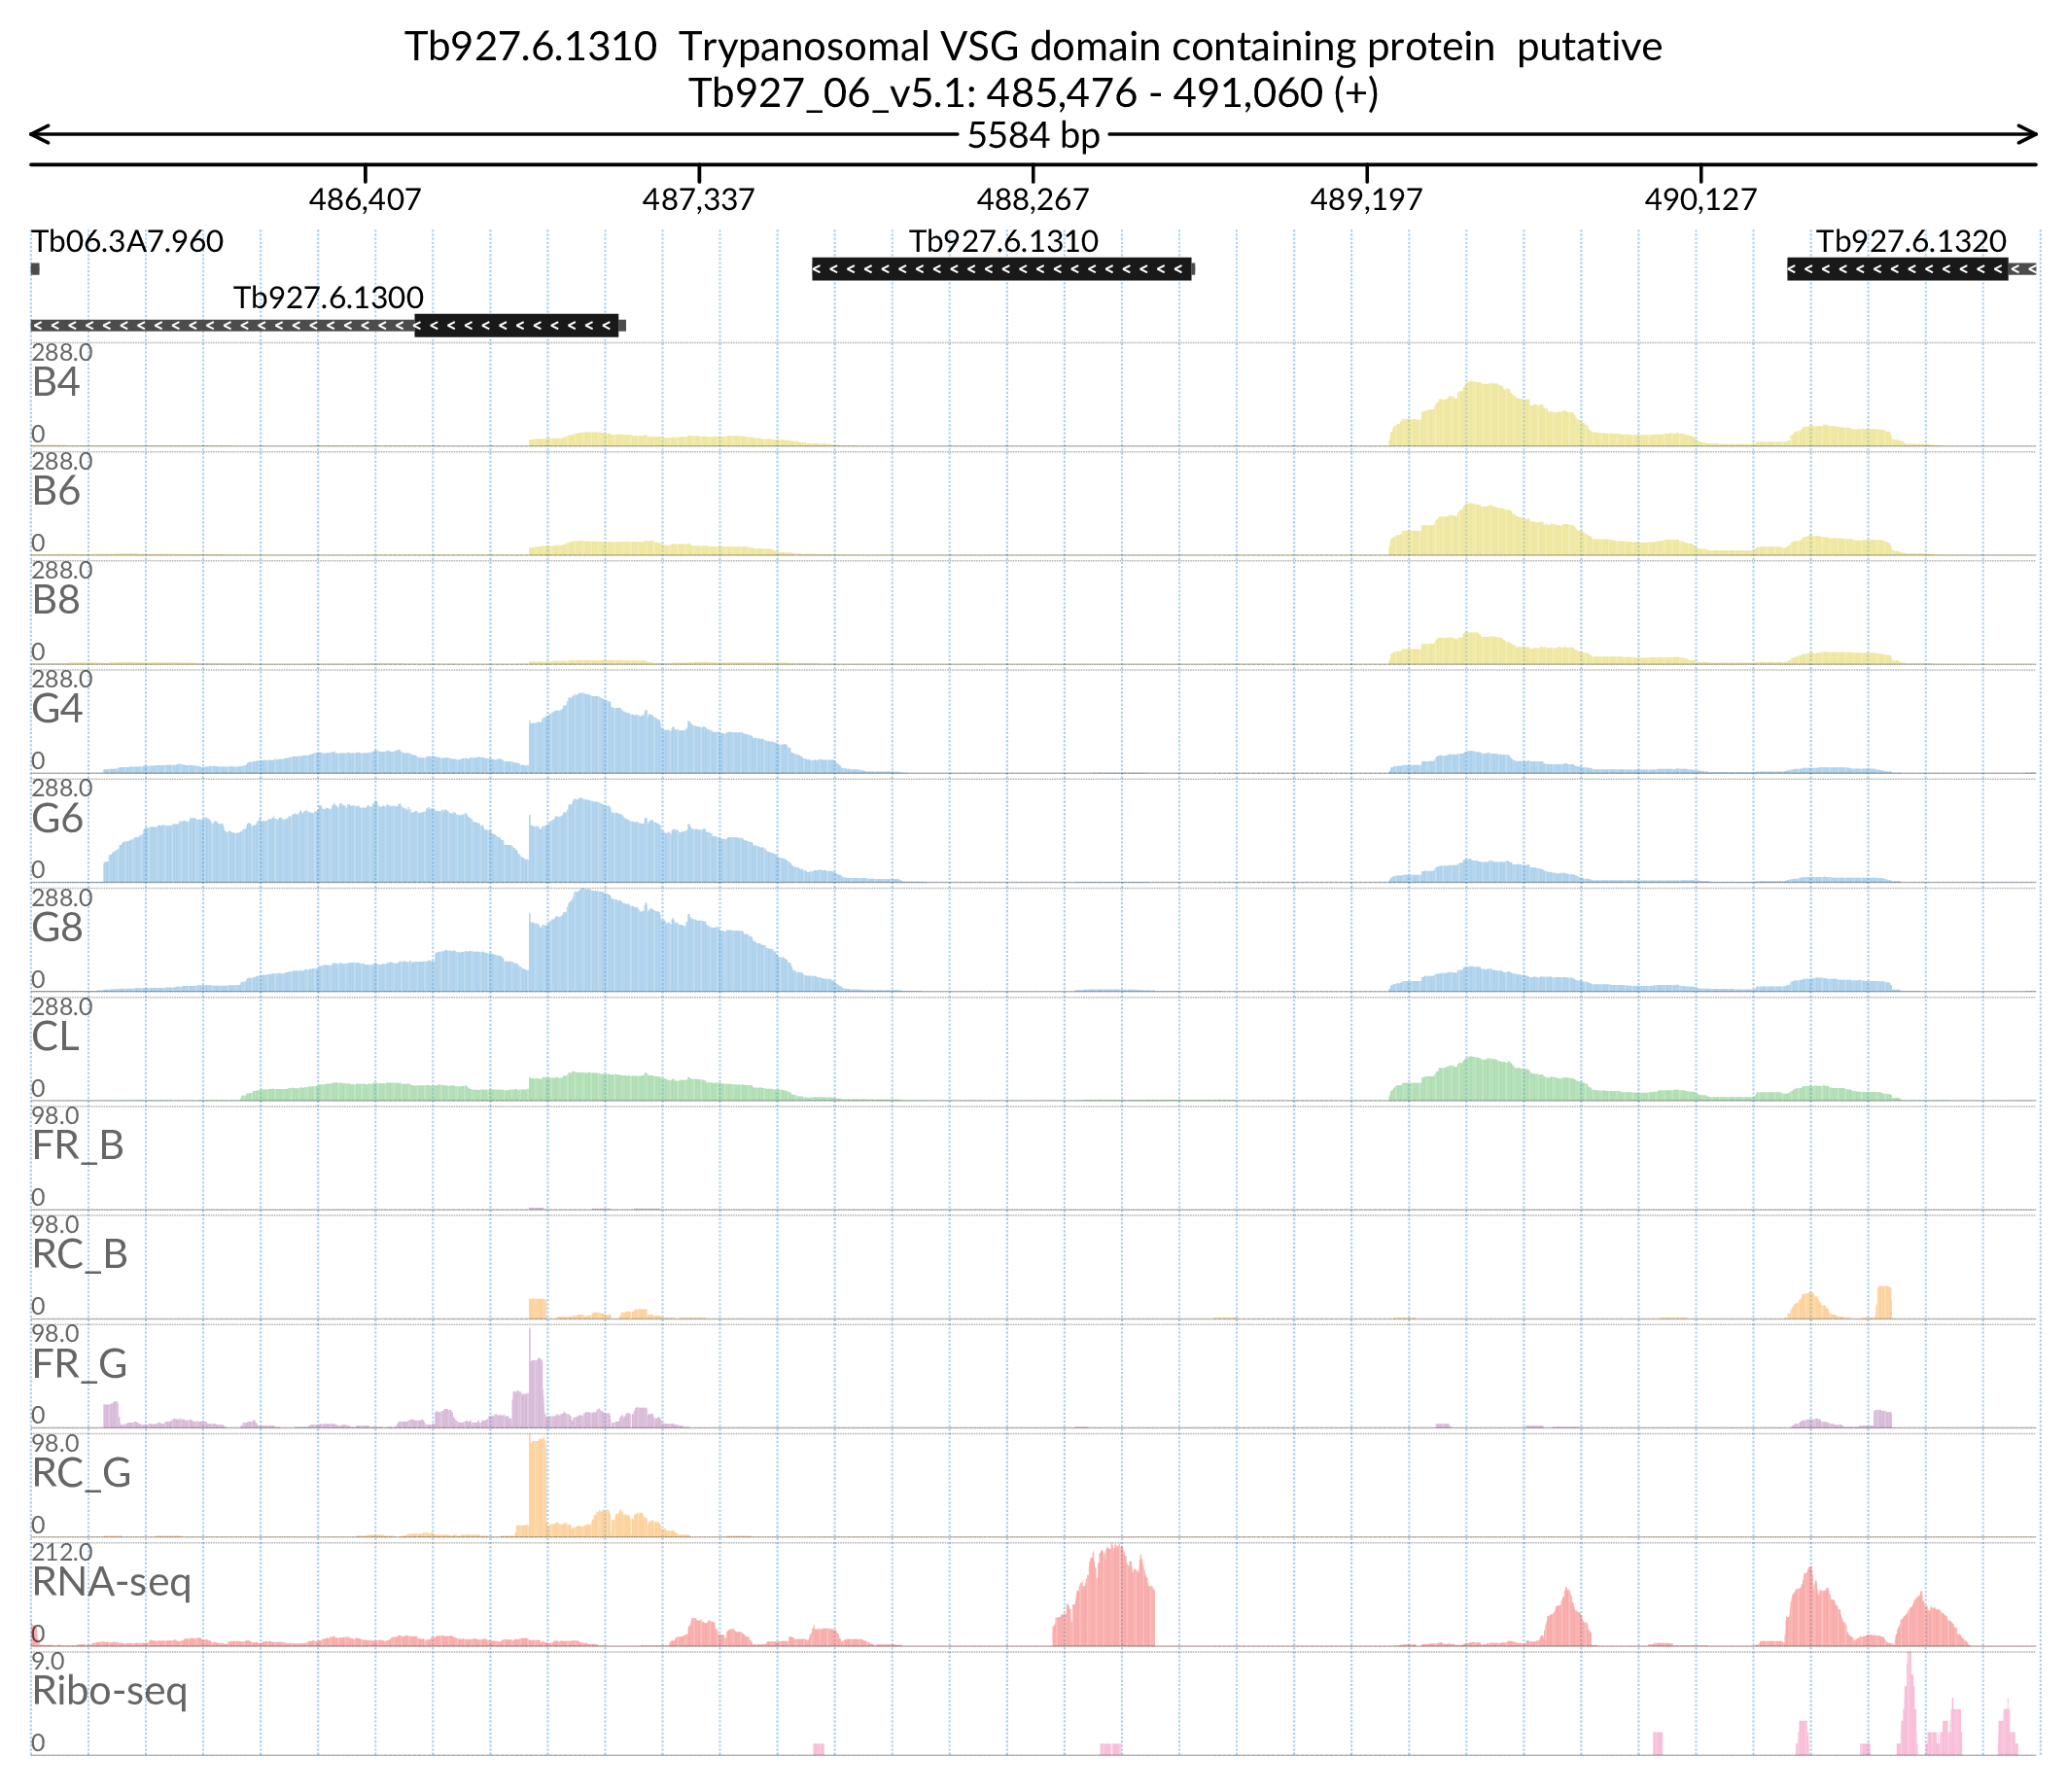 Tb927.6.1310  Trypanosomal VSG domain containing protein  putative
Tb927_06_v5.1: 485,476 - 491,060 (+)
5584 bp
486,407 487,337 488,267 489,197 490,127
Tb06.3A7.960 Tb927.6.1310 Tb927.6.1320
Tb927.6.1300
288.0
B4
0
288.0
B6
0
288.0
B8
0
288.0
G4
0
288.0
G6
0
288.0
G8
0
288.0
CL
0
98.0
FR_B
0
98.0
RC_B
0
98.0
FR_G
0
98.0
RC_G
0
212.0
RNA-seq
0
9.0
Ribo-seq
0